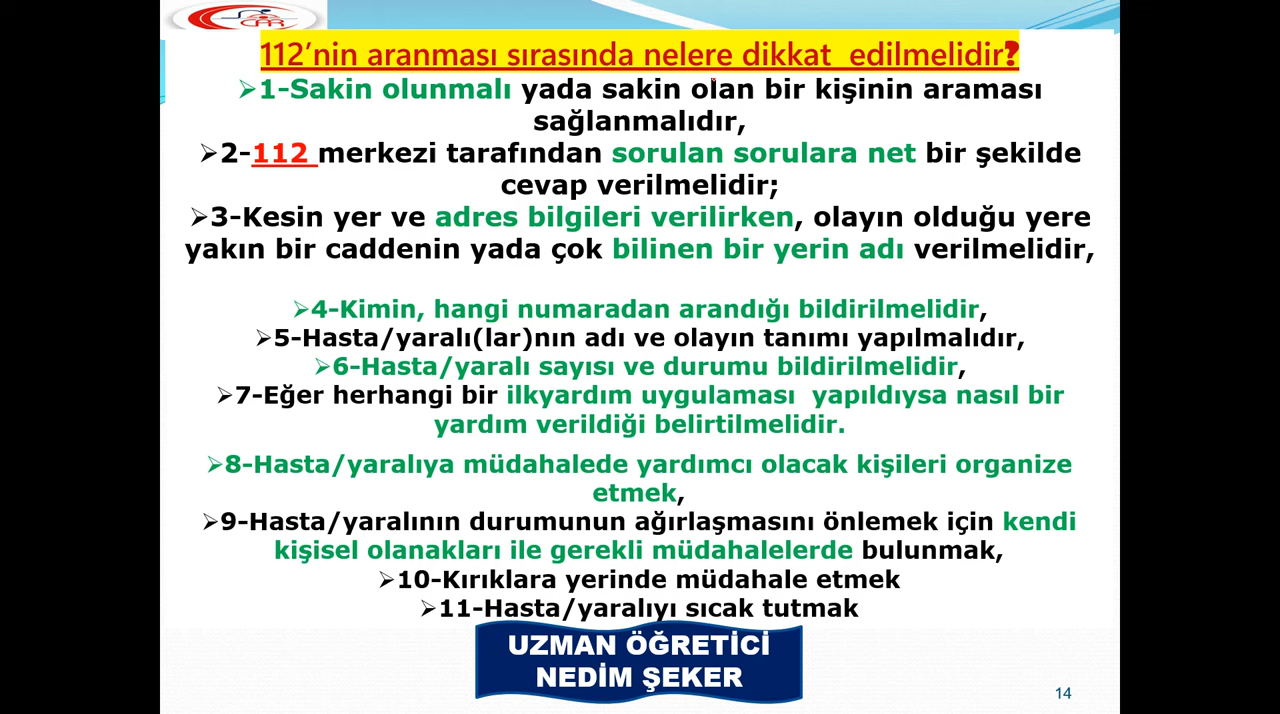 CPR
112’nin aranması sırasında nelere dikkat edilmelidir?
➢1-Sakin olunmalı yada sakin olan bir kişinin araması
sağlanmalıdır,
➢2-112 merkezi tarafından sorulan sorulara net bir şekilde
cevap verilmelidir;
➢3-Kesin yer ve adres bilgileri verilirken, olayın olduğu yere
yakın bir caddenin yada çok bilinen bir yerin adı verilmelidir,
➢4-Kimin, hangi numaradan arandığı bildirilmelidir,
➢5-Hasta/yaralı(lar)nın adı ve olayın tanımı yapılmalıdır,
➢6-Hasta/yaralı sayısı ve durumu bildirilmelidir,
➢7-Eğer herhangi bir ilkyardım uygulaması yapıldıysa nasıl bir
yardım verildiği belirtilmelidir.
➢8-Hasta/yaralıya müdahalede yardımcı olacak kişileri organize
etmek,
➢9-Hasta/yaralının durumunun ağırlaşmasını önlemek için kendi
kişisel olanakları ile gerekli müdahalelerde bulunmak,
➢10-Kırıklara yerinde müdahale etmek
➢11-Hasta/yaralıyı sıcak tutmak
UZMAN ÖĞRETİCİ
NEDİM ŞEKER
14